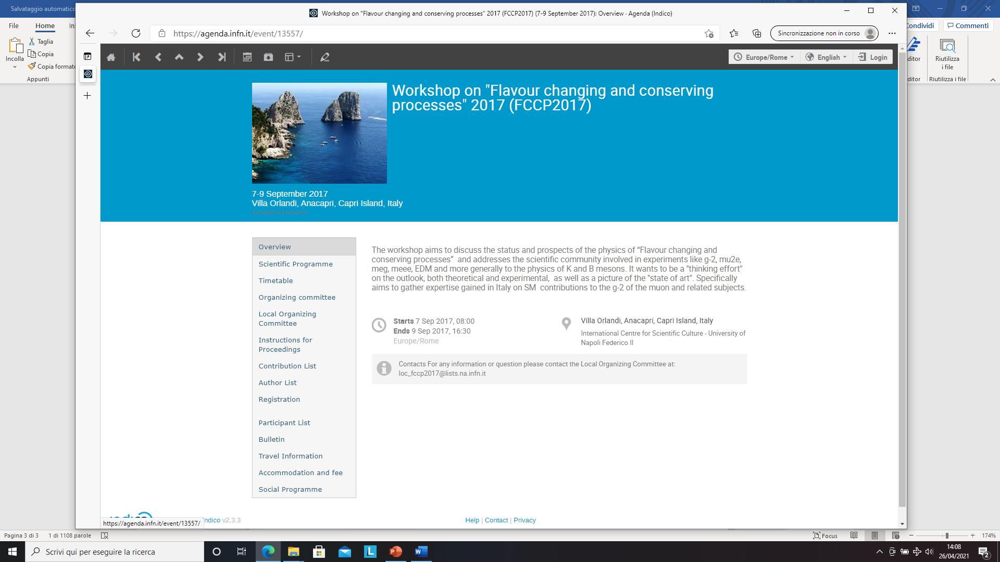 Salvataggio automatico
Workshop on "Flavour changing and conserving processes" 2017 (FCCP2017) (7-9 September 2017): Overview · Agenda (Indico)
File
Home
Condividi
Commenti
https://agenda.infn.it/event/13557/
Sincronizzazione non in corso
Incolla
Taglia
Copia
Copia formato
Appunti
Riutilizza
i file
Riutilizza i file
Europe/Rome
English
Login
Workshop on "Flavour changing and conserving
processes" 2017 (FCCP2017)
7-9 September 2017
Villa Orlandi, Anacapri, Capri Island, Italy
Europe/Rome timezone
Overview
Scientific Programme
Timetable
Organizing committee
Local Organizing
Committee
Instructions for
Proceedings
Contribution List
Author List
Registration
Participant List
Bulletin
Travel Information
Accommodation and fee
Social Programme
The workshop aims to discuss the status and prospects of the physics of “Flavour changing and
conserving processes”  and addresses the scientific community involved in experiments like g-2, mu2e,
meg, meee, EDM and more generally to the physics of K and B mesons. It wants to be a "thinking effort"
on the outlook, both theoretical and experimental,  as well as a picture of the "state of art". Specifically
aims to gather expertise gained in Italy on SM  contributions to the g-2 of the muon and related subjects.
Starts 7 Sep 2017, 08:00
Ends 9 Sep 2017, 16:30
Europe/Rome
Villa Orlandi, Anacapri, Capri Island, Italy
International Centre for Scientific Culture - University of
Napoli Federico II
Contacts For any information or question please contact the Local Organizing Committee at:
loc_fccp2017@lists.na.infn.it
Indico v2.3.3
Help | Contact | Privacy
https://agenda.infn.it/event/13557/
Pagina 3 di 3
1 di 1108 parole
Focus
174%
Scrivi qui per eseguire la ricerca
14:08
26/04/2021
2